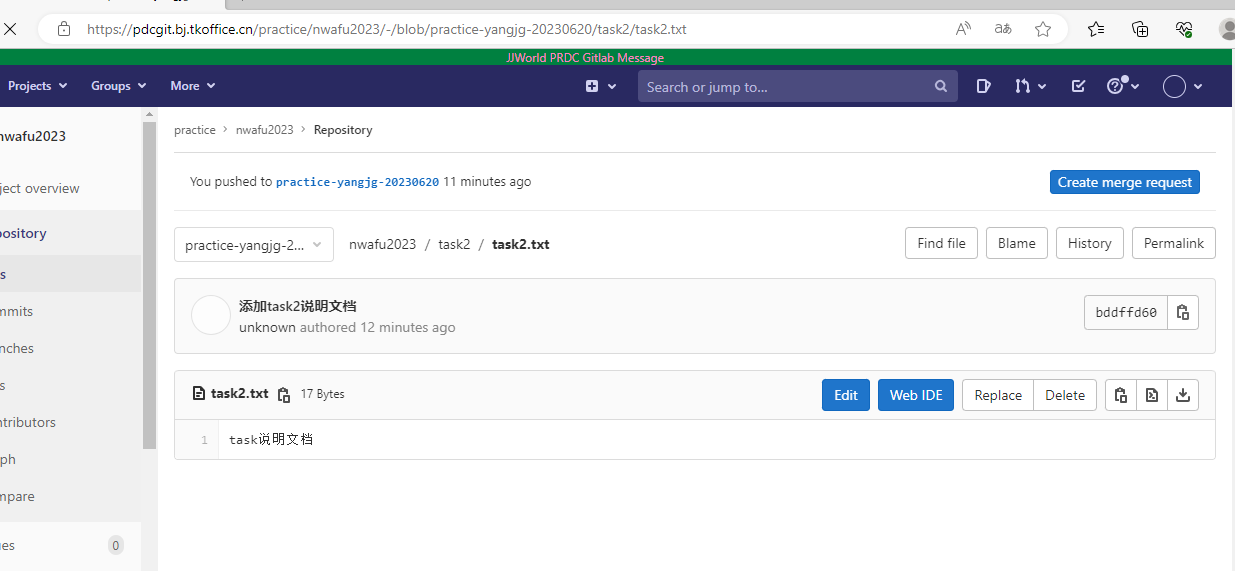 https://pdcgit.bj.tkoffice.cn/practice/nwafu2023/-/blob/practice-yangjg-20230620/task2/task2.txt
JJWorld PRDC Gitlab Message
Projects Groups More Search or jump to...
nwafu2023
practice > nwafu2023 > Repository
ject overview
You pushed to practice-yangjg-20230620 11 minutes ago Create merge request
pository
practice-yangjg-2... nwafu2023 / task2 / task2.txt Find file Blame History Permalink
s
mmits
添加task2说明文档
unknown authored 12 minutes ago
bddffd60
nches
s
task2.txt 17 Bytes Edit Web IDE Replace Delete
ntributors
1 task说明文档
ph
mpare
ues 0